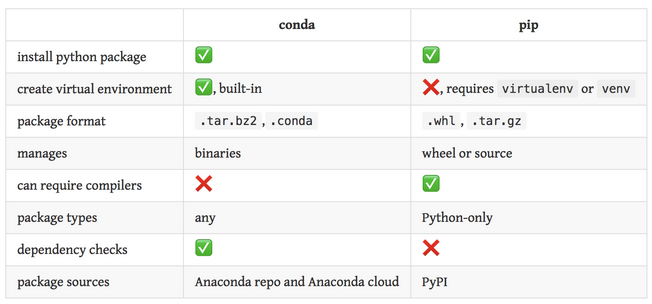 conda pip
install python package ✅ ✅
create virtual environment ✅, built-in ❌, requires virtualenv or venv
package format .tar.bz2 , .conda .whl , .tar.gz
manages binaries wheel or source
can require compilers ❌ ✅
package types any Python-only
dependency checks ✅ ❌
package sources Anaconda repo and Anaconda cloud PyPI